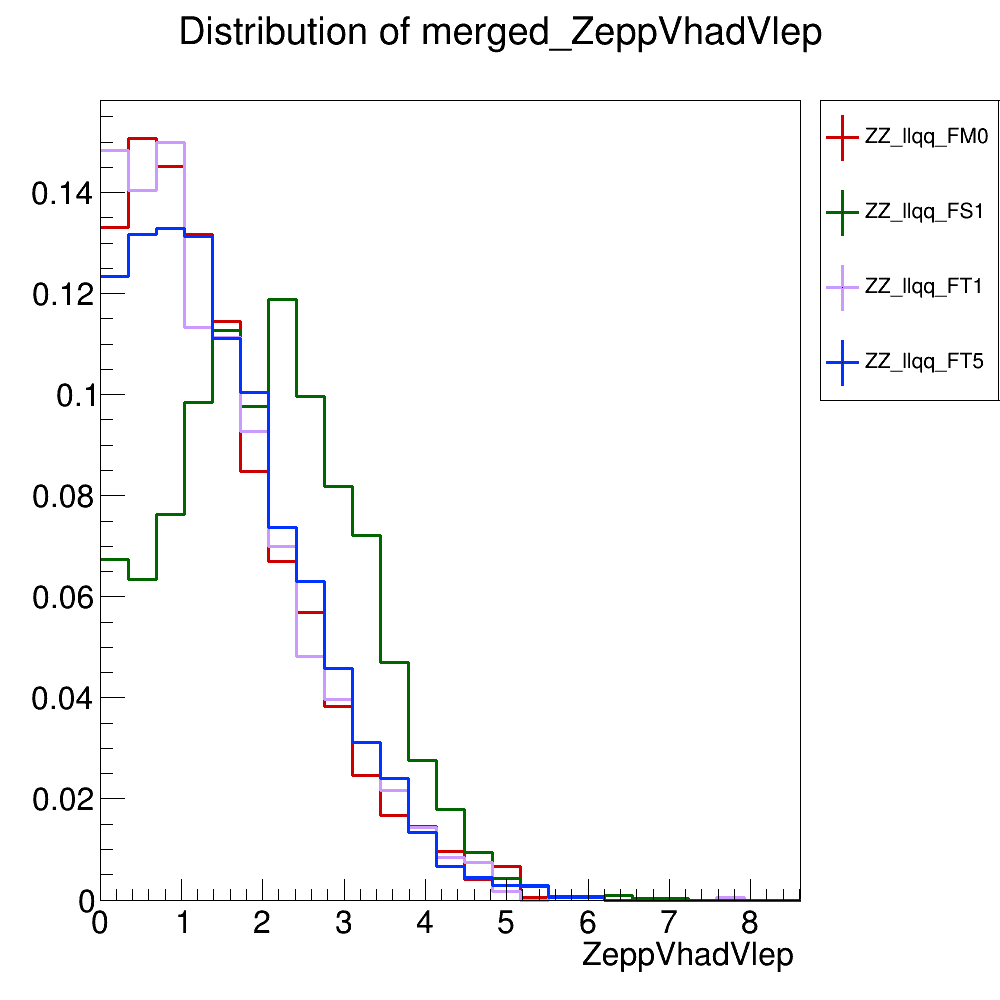 Distribution of merged_ZeppVhadVlep
ZZ_llqq_FM0
ZZ_llqq_FS1
ZZ_llqq_FT1
ZZ_llqq_FT5
0.14
0.12
0.1
0.08
0.06
0.04
0.02
0
0 1 2 3 4 5 6 7 8
ZeppVhadVlep